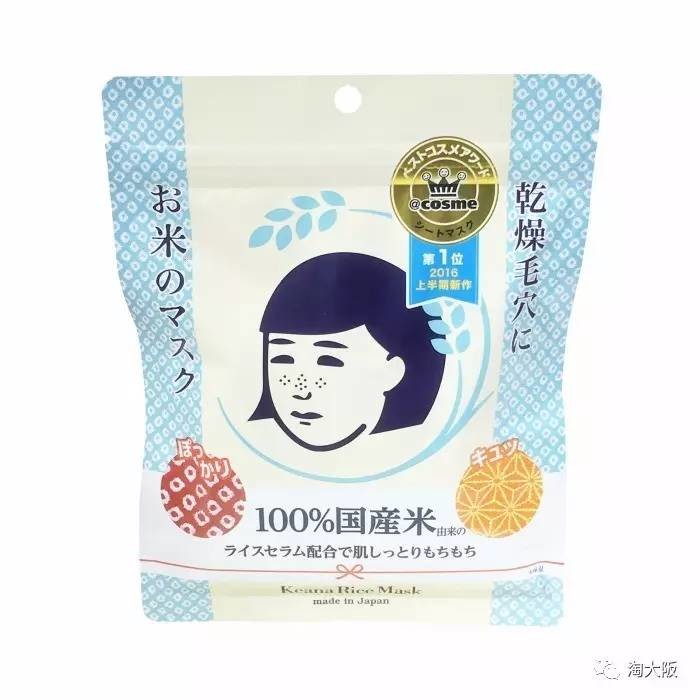 乾燥毛穴に
お米のマスク
ベストコスメアワード
@cosme
シートマスク
第1位
2016
上半期新作
ぽっかり
キュッ
100%国産米由来の
ライスセラム配合で肌しっとりもちもち
Keana Rice Mask
made in Japan
淘大阪